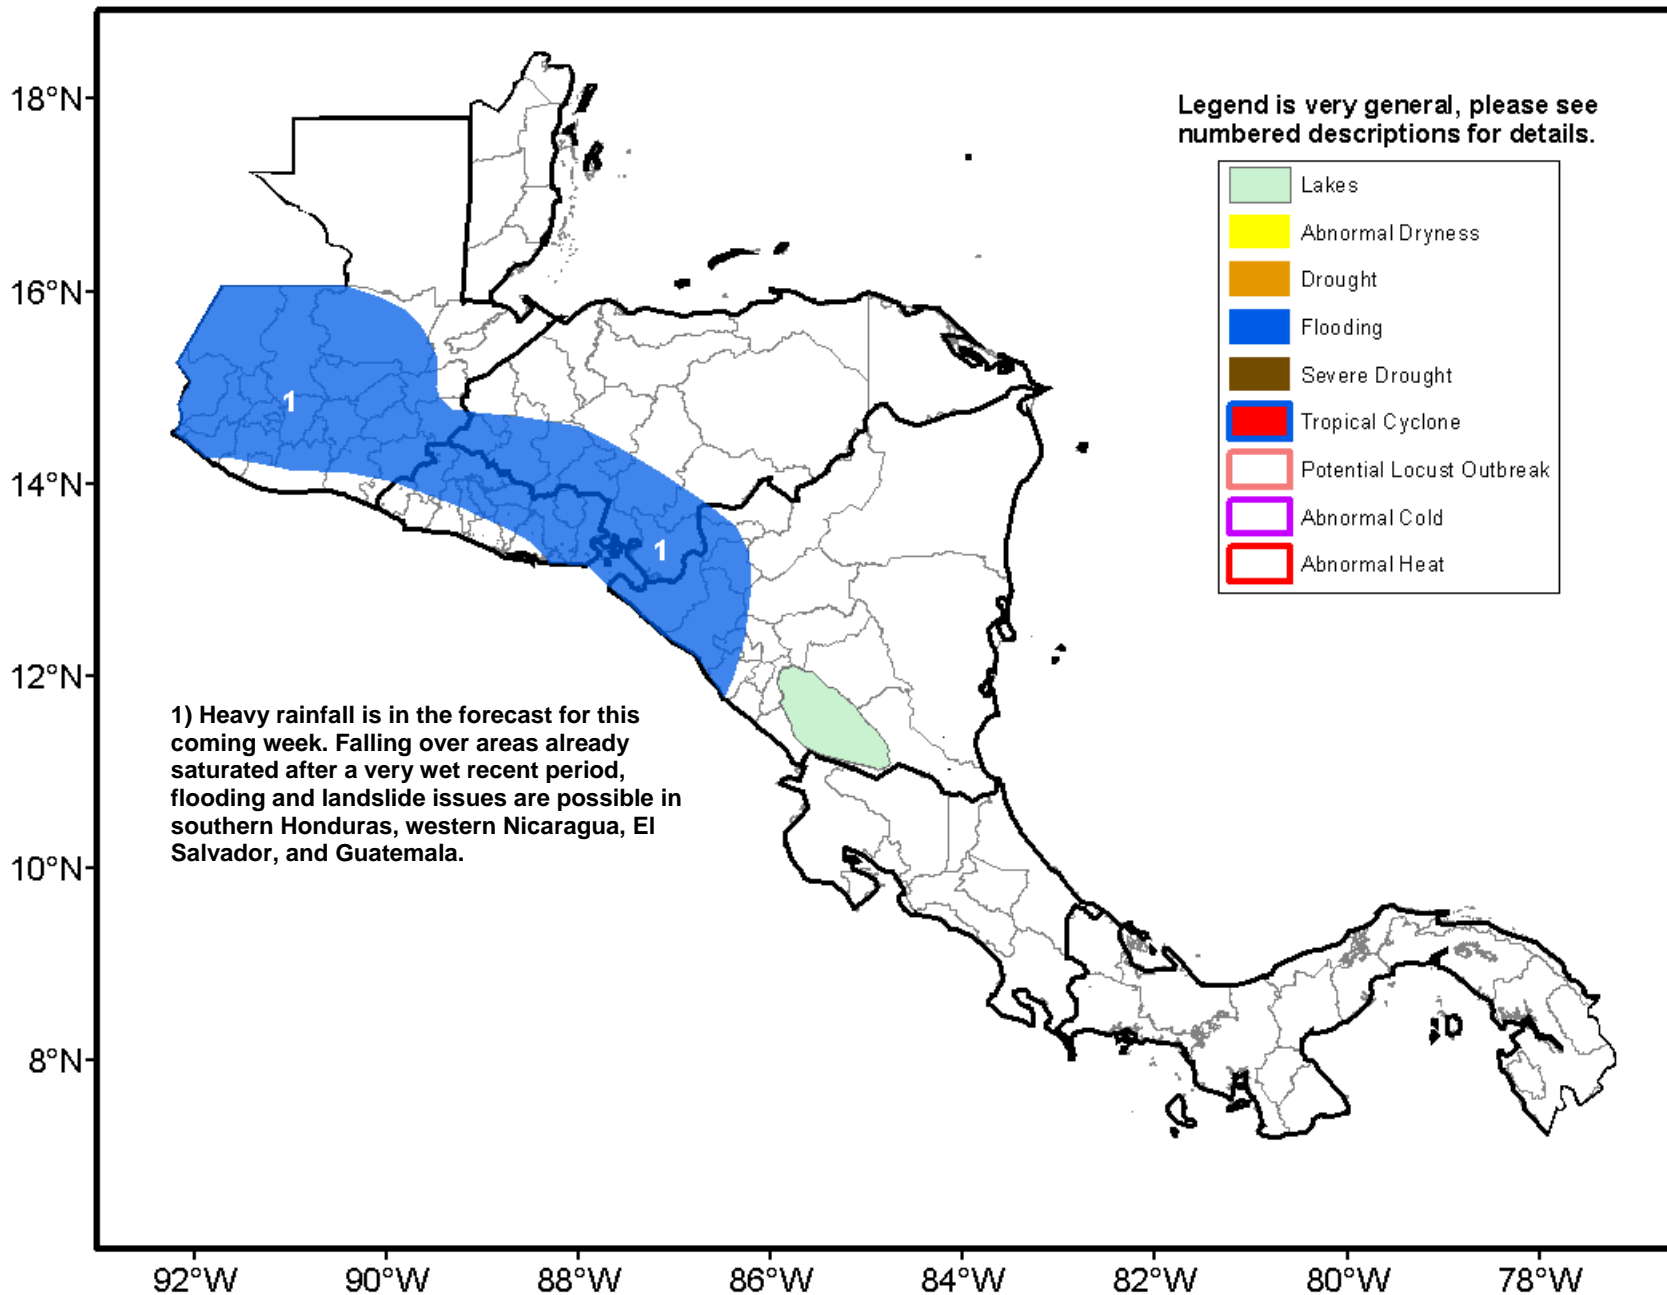 18°N
16°N
14°N
12°N
10°N
8°N
Legend is very general, please see
numbered descriptions for details.
Lakes
Abnormal Dryness
Drought
Flooding
Severe Drought
Tropical Cyclone
Potential Locust Outbreak
Abnormal Cold
Abnormal Heat
1
1
1) Heavy rainfall is in the forecast for this
coming week. Falling over areas already
saturated after a very wet recent period,
flooding and landslide issues are possible in
southern Honduras, western Nicaragua, El
Salvador, and Guatemala.
92°W
90°W
88°W
86°W
84°W
82°W
80°W
78°W